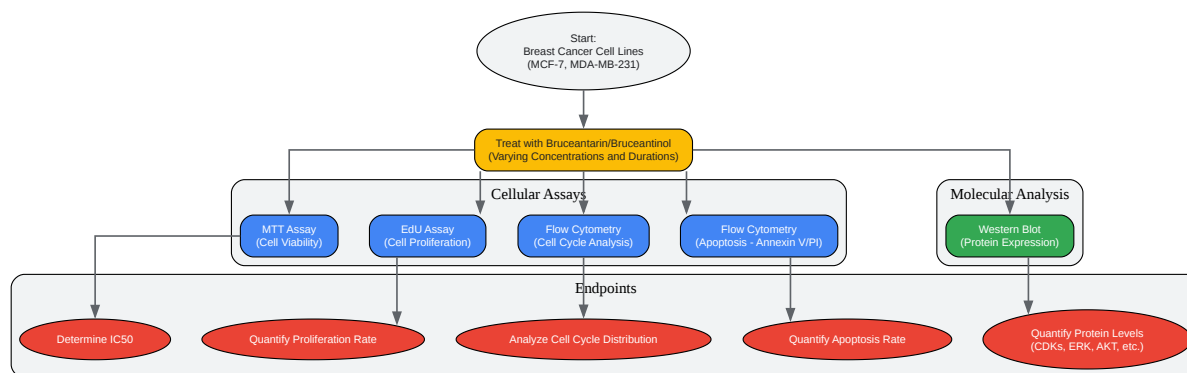 Start:
Breast Cancer Cell Lines
(MCF-7, MDA-MB-231)
Treat with Bruceantarin/Bruceantinol
(Varying Concentrations and Durations)
Cellular Assays
Molecular Analysis
MTT Assay
(Cell Viability)
EdU Assay
(Cell Proliferation)
Flow Cytometry
(Cell Cycle Analysis)
Flow Cytometry
(Apoptosis - Annexin V/PI)
Western Blot
(Protein Expression)
Endpoints
Determine IC50
Quantify Proliferation Rate
Analyze Cell Cycle Distribution
Quantify Apoptosis Rate
Quantify Protein Levels
(CDKs, ERK, AKT, etc.)